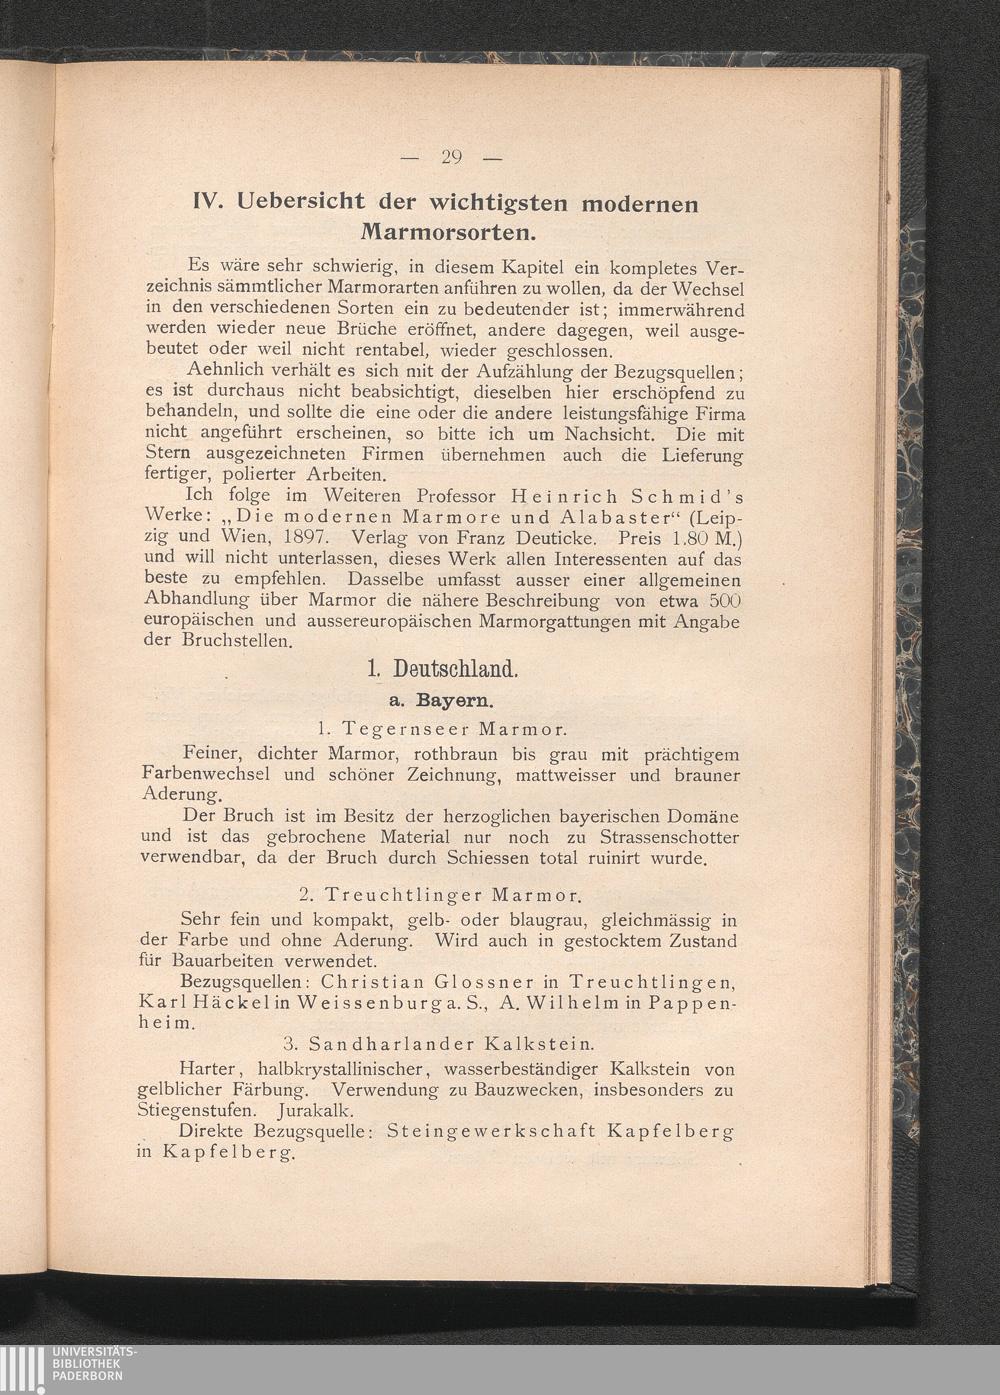 — 29 —
IV. Uebersicht der wichtigsten modernen
Marmorsorten.
Es wäre sehr schwierig, in diesem Kapitel ein kompletes Ver-
zeichnis sämmtlicher Marmorarten anführen zu wollen, da der Wechsel
in den verschiedenen Sorten ein zu bedeutender ist; immerwährend
werden wieder neue Brüche eröffnet, andere dagegen, weil ausge-
beutet oder weil nicht rentabel, wieder geschlossen.
Aehnlich verhält es sich mit der Aufzählung der Bezugsquellen;
es ist durchaus nicht beabsichtigt, dieselben hier erschöpfend zu
behandeln, und sollte die eine oder die andere leistungsfähige Firma
nicht angeführt erscheinen, so bitte ich um Nachsicht. Die mit
Stern ausgezeichneten Firmen übernehmen auch die Lieferung
fertiger, polierter Arbeiten.
Ich folge im Weiteren Professor Heinrich Schmid's
Werke: „Die modernen Marmore und Alabaster“ (Leip-
zig und Wien, 1897. Verlag von Franz Deuticke. Preis 1.80 M.)
und will nicht unterlassen, dieses Werk allen Interessenten auf das
beste zu empfehlen. Dasselbe umfasst ausser einer allgemeinen
Abhandlung über Marmor die nähere Beschreibung von etwa 500
europäischen und aussereuropäischen Marmorgattungen mit Angabe
der Bruchstellen.
1. Deutschland.
a. Bayern.
1. Tegernseer Marmor.
Feiner, dichter Marmor, rothbraun bis grau mit prächtigem
Farbenwechsel und schöner Zeichnung, mattweisser und brauner
Aderung.
Der Bruch ist im Besitz der herzoglichen bayerischen Domäne
und ist das gebrochene Material nur noch zu Strassenschotter
verwendbar, da der Bruch durch Schiessen total ruinirt wurde.
2. Treuchtlinger Marmor.
Sehr fein und kompakt, gelb- oder blaugrau, gleichmässig in
der Farbe und ohne Aderung. Wird auch in gestocktem Zustand
für Bauarbeiten verwendet.
Bezugsquellen: Christian Glossner in Treuchtlingen,
Karl Häckel in Weissenburg a. S., A. Wilhelm in Pappen-
heim.
3. Sandharlander Kalkstein.
Harter, halbkrystallinischer, wasserbeständiger Kalkstein von
gelblicher Färbung. Verwendung zu Bauzwecken, insbesonders zu
Stiegenstufen. Jurakalk.
Direkte Bezugsquelle: Steingewerkschaft Kapfelberg
in Kapfelberg.
UNIVERSITÄTS-
BIBLIOTHEK
PADERBORN